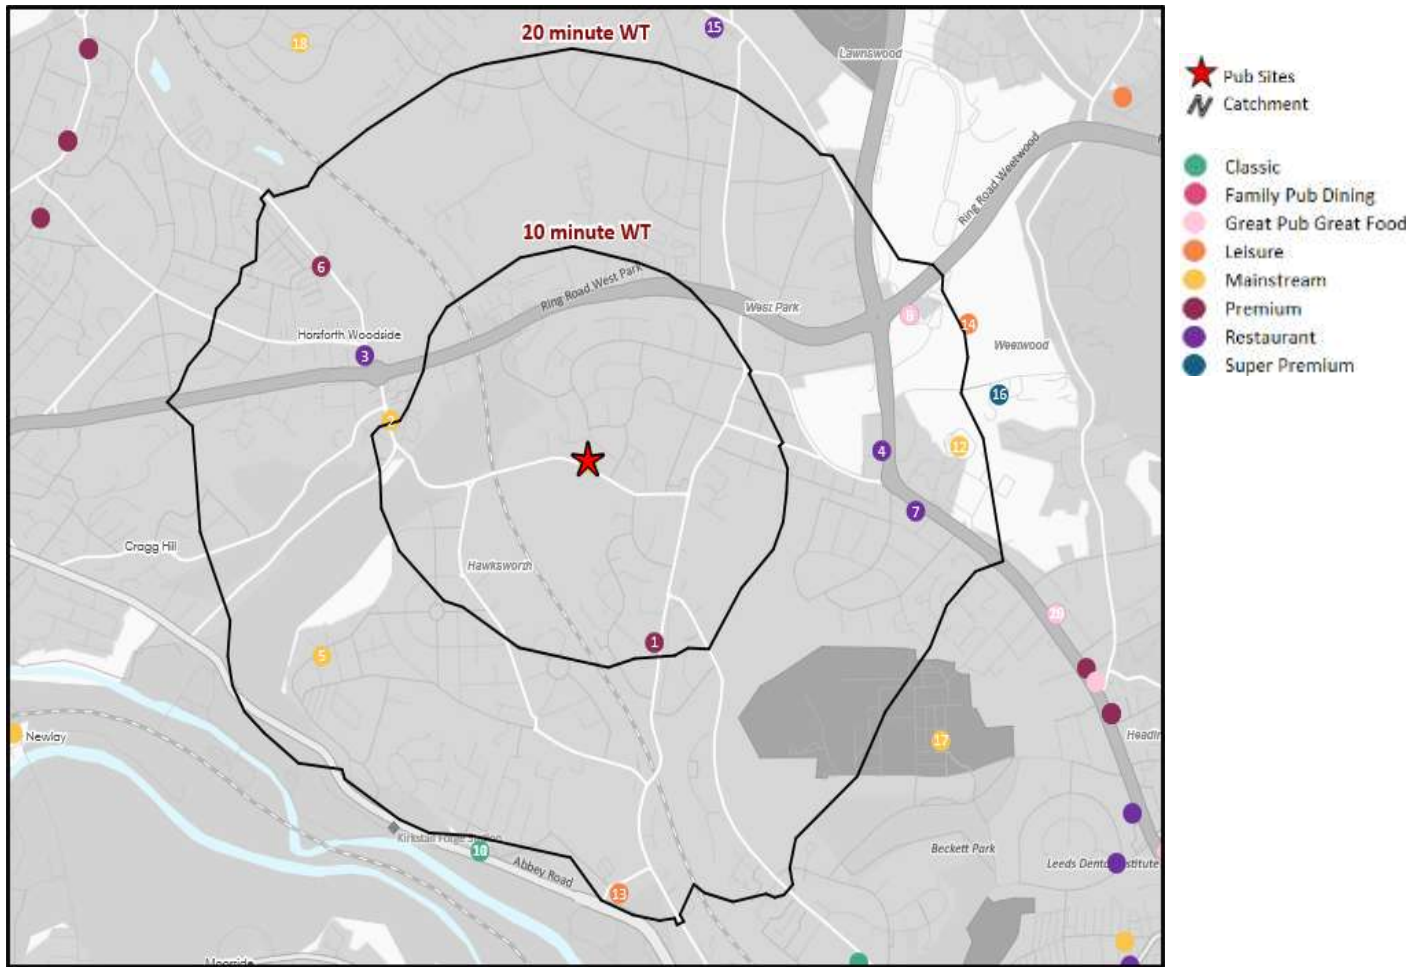 20 minute WT
15
18
Lawnswood
Pub Sites
Catchment
Ring Road Weetwood
Classic
Family Pub Dining
Great Pub Great Food
Leisure
Mainstream
Premium
Restaurant
Super Premium
10 minute WT
6
Ring Road West Park
West Park
8
14
Horsforth Woodside
3
Weetwood
16
2
4
12
7
Cragg Hill
Hawksworth
1
5
Newlay
17
Headin
Kirkstall Forge Station
10
Abbey Road
13
Beckett Park
Leeds Dental Institute
Moorside